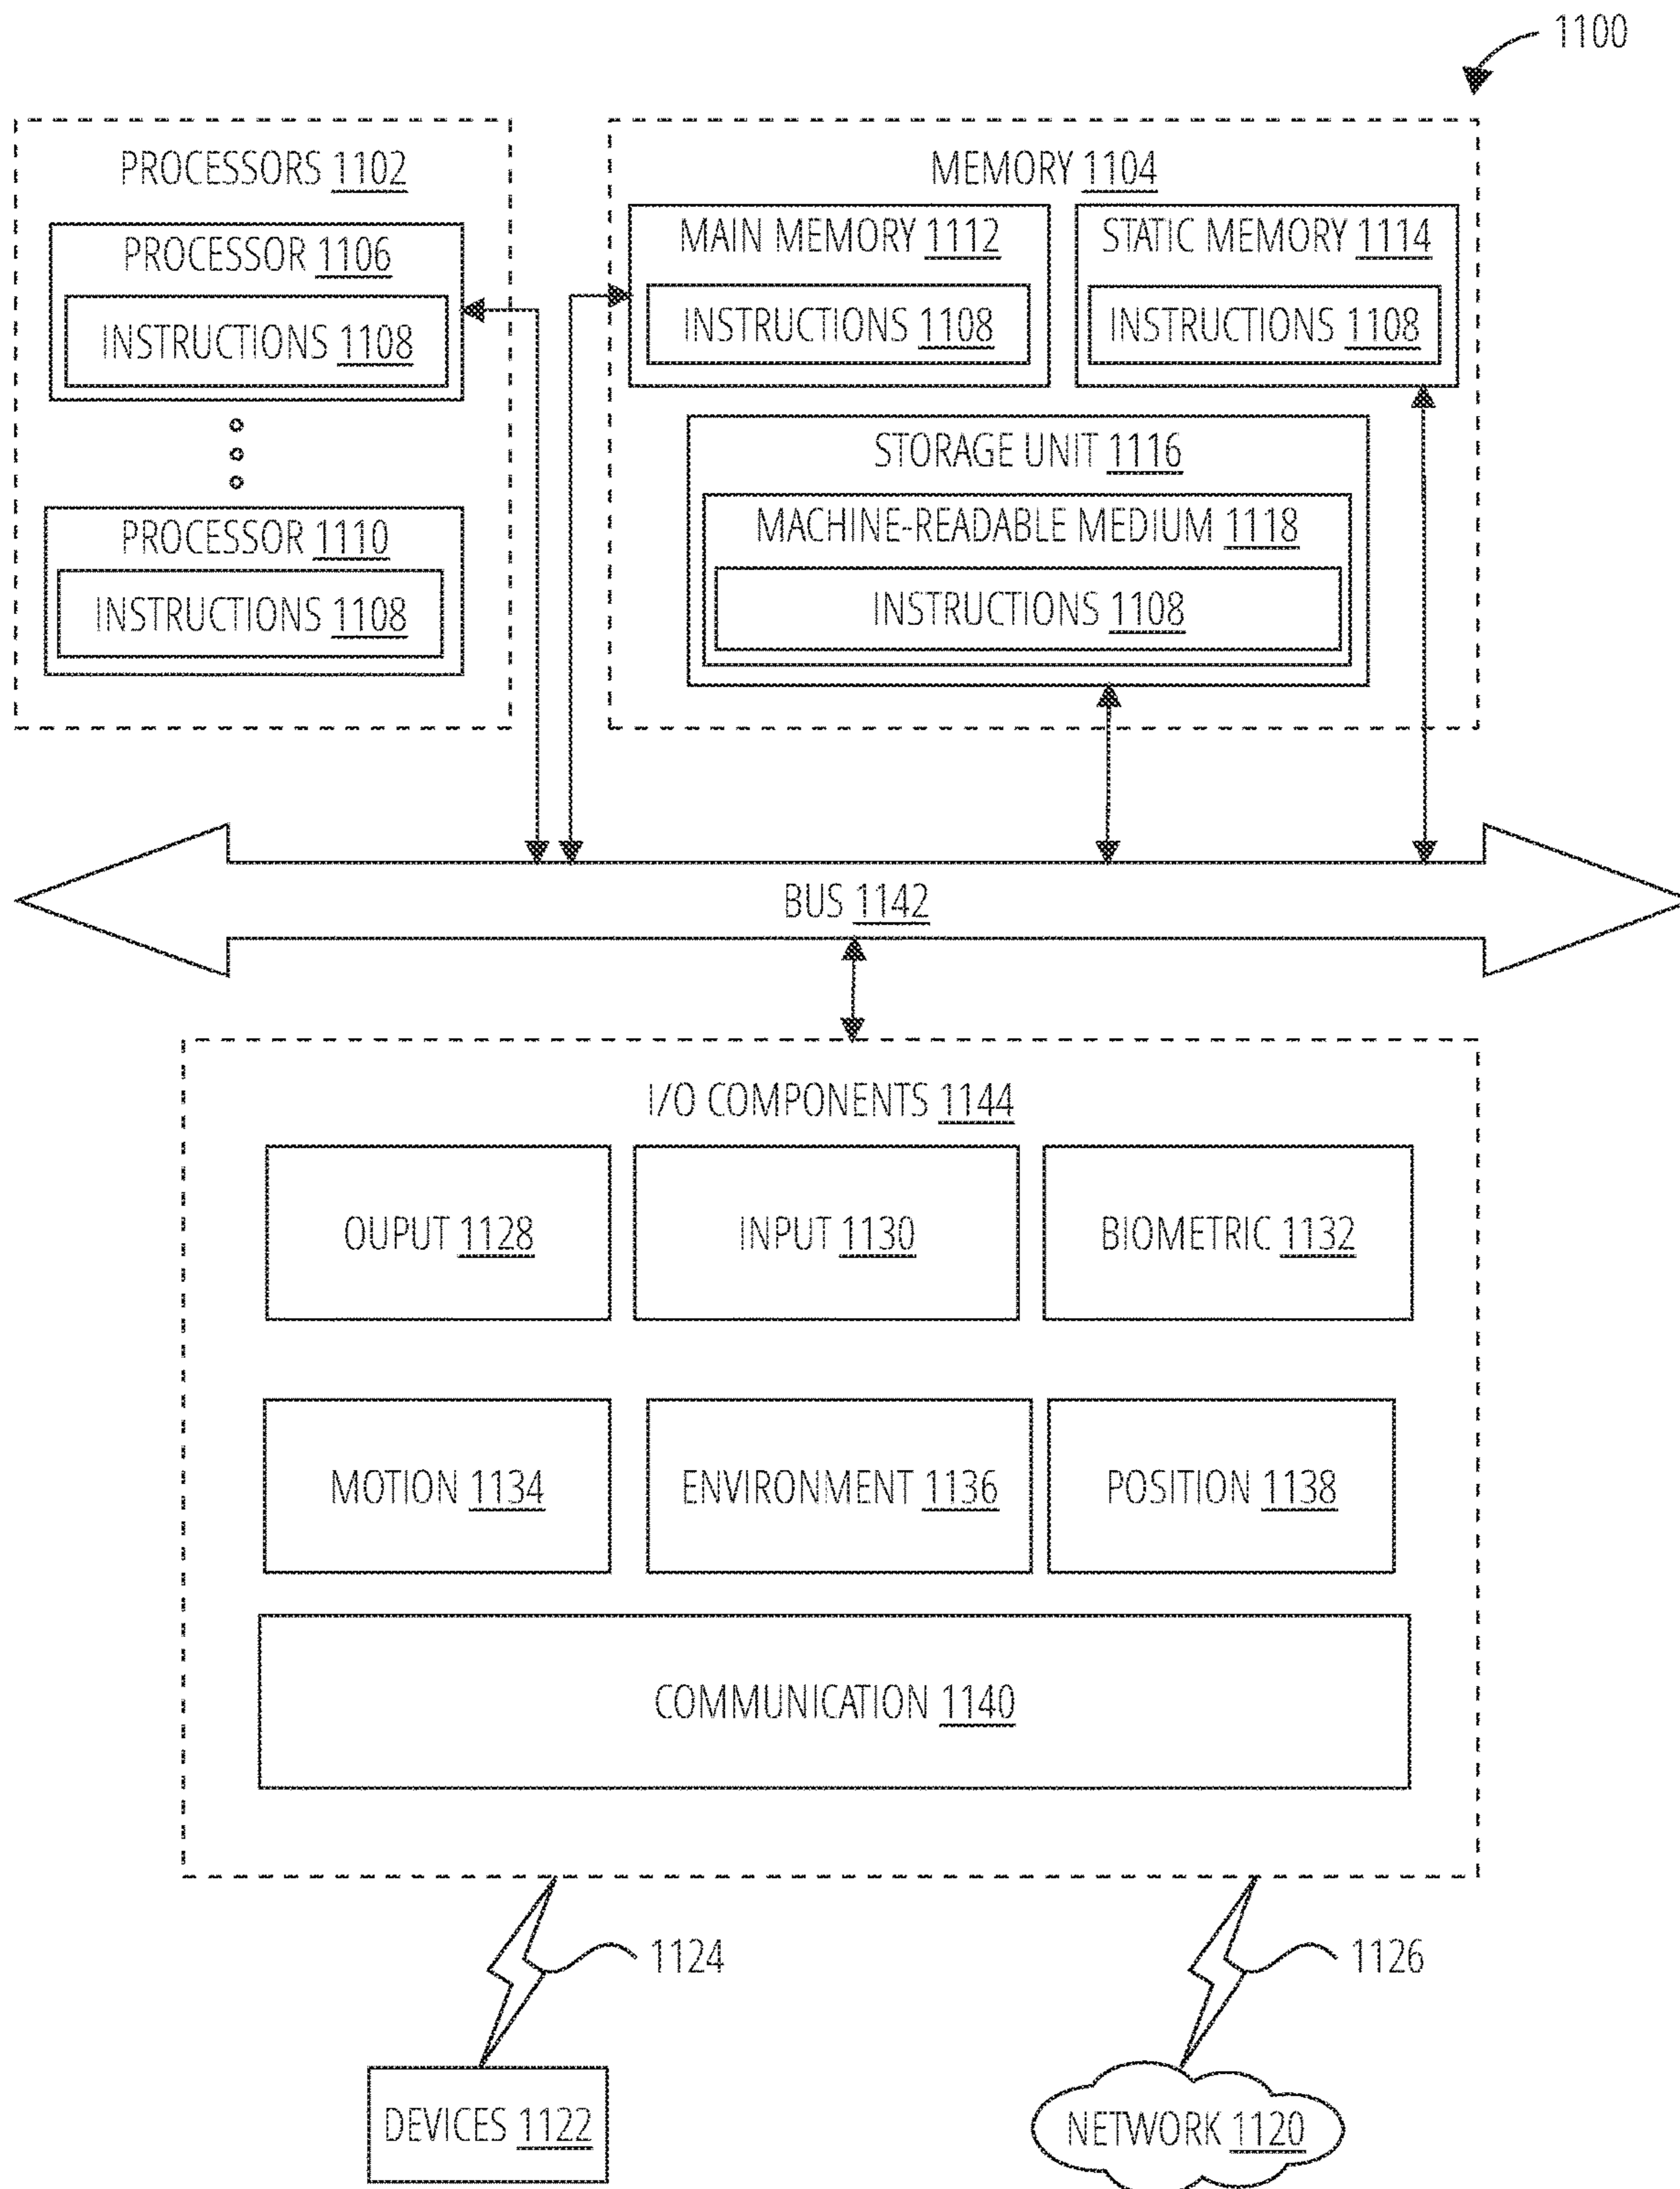 1100
PROCESSORS 1102
PROCESSOR 1106
INSTRUCTIONS 1108
PROCESSOR 1110
INSTRUCTIONS 1108
MEMORY 1104
MAIN MEMORY 1112
INSTRUCTIONS 1108
STATIC MEMORY 1114
INSTRUCTIONS 1108
STORAGE UNIT 1116
MACHINE-READABLE MEDIUM 1118
INSTRUCTIONS 1108
BUS 1142
I/O COMPONENTS 1144
OUPUT 1128
INPUT 1130
BIOMETRIC 1132
MOTION 1134
ENVIRONMENT 1136
POSITION 1138
COMMUNICATION 1140
1124
1126
DEVICES 1122
NETWORK 1120